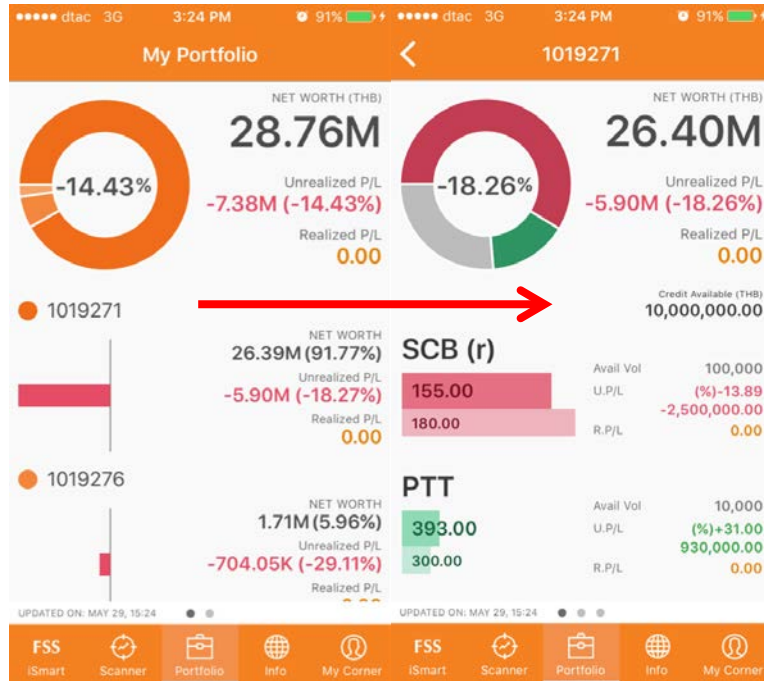 dtac 3G 3:24 PM 91%
My Portfolio
NET WORTH (THB)
28.76M
-14.43%
Unrealized P/L
-7.38M (-14.43%)
Realized P/L
0.00
1019271
NET WORTH
26.39M (91.77%)
Unrealized P/L
-5.90M (-18.27%)
Realized P/L
0.00
1019276
NET WORTH
1.71M (5.96%)
Unrealized P/L
-704.05K (-29.11%)
Realized P/L
UPDATED ON: MAY 29, 15:24
FSS
iSmart Scanner Portfolio Info My Corner
dtac 3G 3:24 PM 91%
1019271
NET WORTH (THB)
26.40M
-18.26%
Unrealized P/L
-5.90M (-18.26%)
Realized P/L
0.00
Credit Available (THB)
10,000,000.00
SCB (r)
Avail Vol 100,000
155.00 U.P/L (%)-13.89
-2,500,000.00
180.00 R.P/L 0.00
PTT
Avail Vol 10,000
393.00 U.P/L (%)+31.00
930,000.00
300.00 R.P/L 0.00
UPDATED ON: MAY 29, 15:24
FSS
iSmart Scanner Portfolio Info My Corner